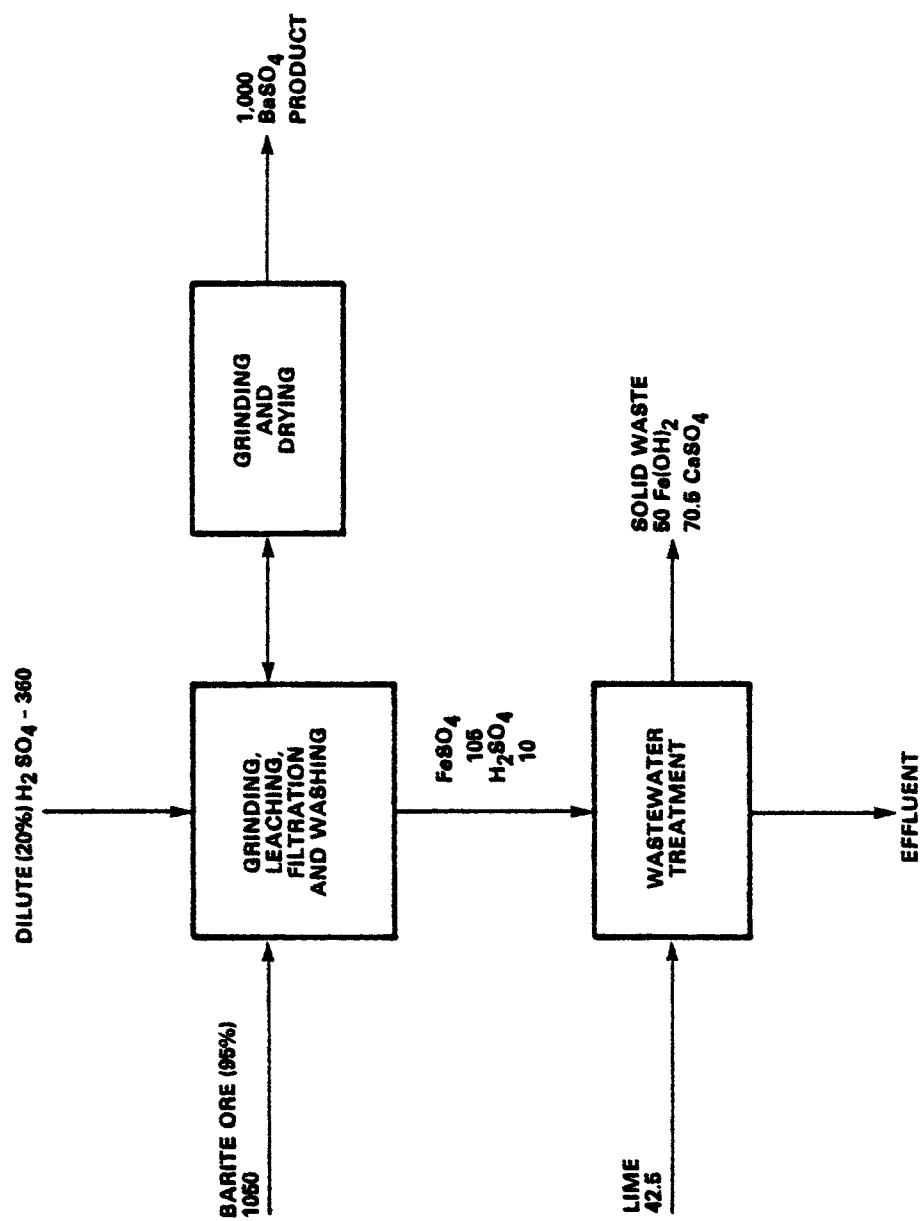 DILUTE (20%) H2 SO4 – 360
GRINDING,
LEACHING,
FILTRATION
AND WASHING
GRINDING
AND
DRYING
1,000
BaSO4
PRODUCT
BARITE ORE (95%)
1050
FeSO4
105
H2SO4
10
LIME
42.5
WASTEWATER
TREATMENT
SOLID WASTE
50 Fe(OH)2
70.5 CaSO4
EFFLUENT